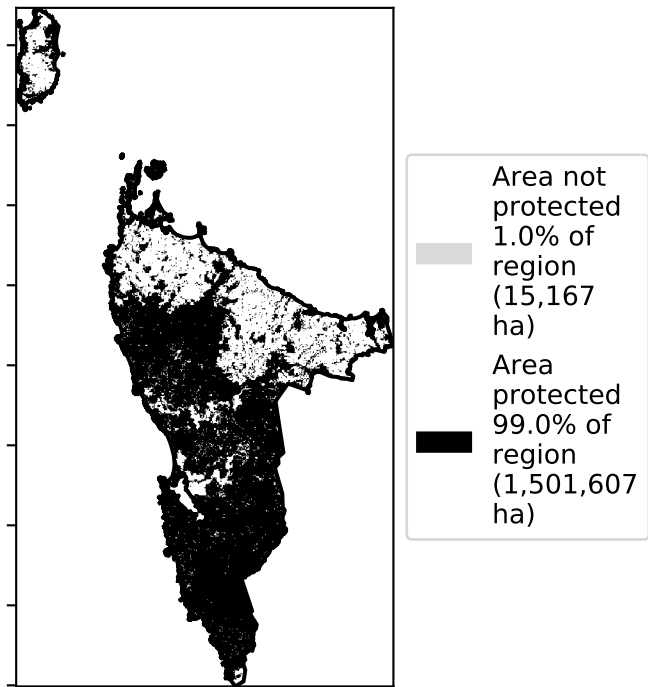 Area not
protected
1.0% of
region
(15,167
ha)
Area
protected
99.0% of
region
(1,501,607
ha)